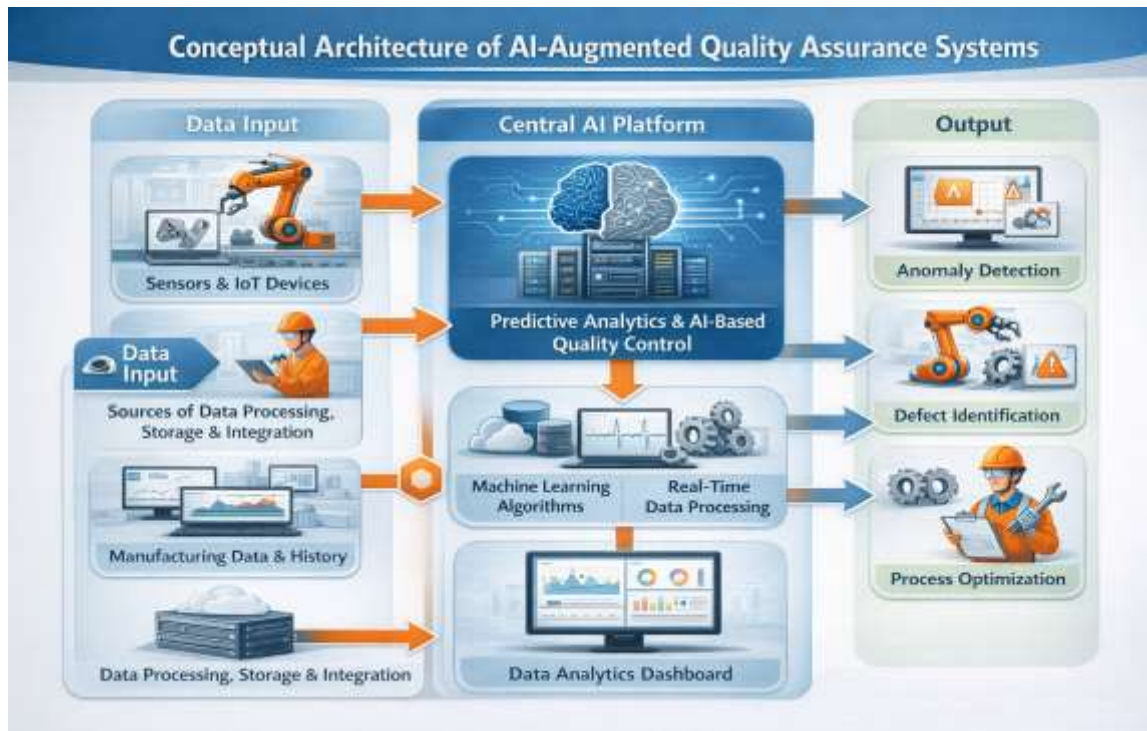 Conceptual Architecture of AI-Augmented Quality Assurance Systems
Data Input
Sensors & IoT Devices
Data
Input
Sources of Data Processing,
Storage & Integration
Manufacturing Data & History
Data Processing, Storage & Integration
Central AI Platform
Predictive Analytics & AI-Based
Quality Control
Machine Learning
Algorithms
Real-Time
Data Processing
Data Analytics Dashboard
Output
Anomaly Detection
Defect Identification
Process Optimization